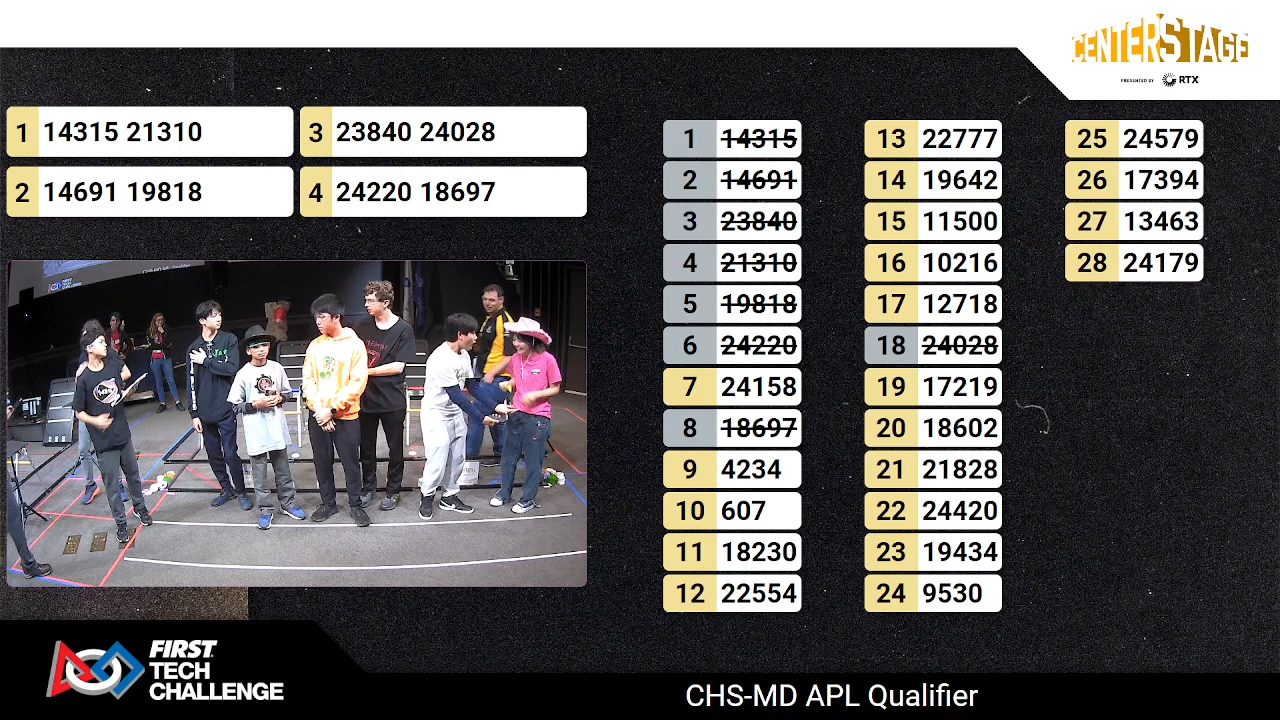 CENTERSTAGE
PRESENTED BY RTX
1 14315 21310
3 23840 24028
2 14691 19818
4 24220 18697
1 14315
2 14691
3 23840
4 21310
5 19818
6 24220
7 24158
8 18697
9 4234
10 607
11 18230
12 22554
13 22777
14 19642
15 11500
16 10216
17 12718
18 24028
19 17219
20 18602
21 21828
22 24420
23 19434
24 9530
25 24579
26 17394
27 13463
28 24179
FIRST
TECH
CHALLENGE
CHS-MD APL Qualifier